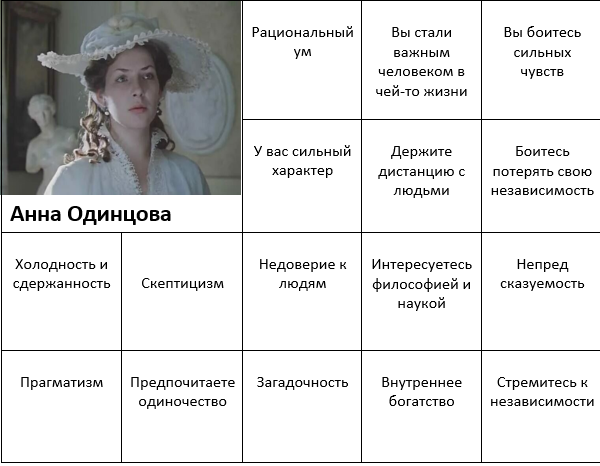 Рациональный
ум
Вы стали
важным
человеком в
чей-то жизни
Вы боитесь
сильных
чувств
У вас сильный
характер
Держите
дистанцию с
людьми
Боитесь
потерять свою
независимость
Анна Одинцова
Холодность и
сдержанность
Скептицизм
Недоверие к
людям
Интересуетесь
философией и
наукой
Непред
сказуемость
Прагматизм
Предпочитаете
одиночество
Загадочность
Внутреннее
богатство
Стремитесь к
независимости